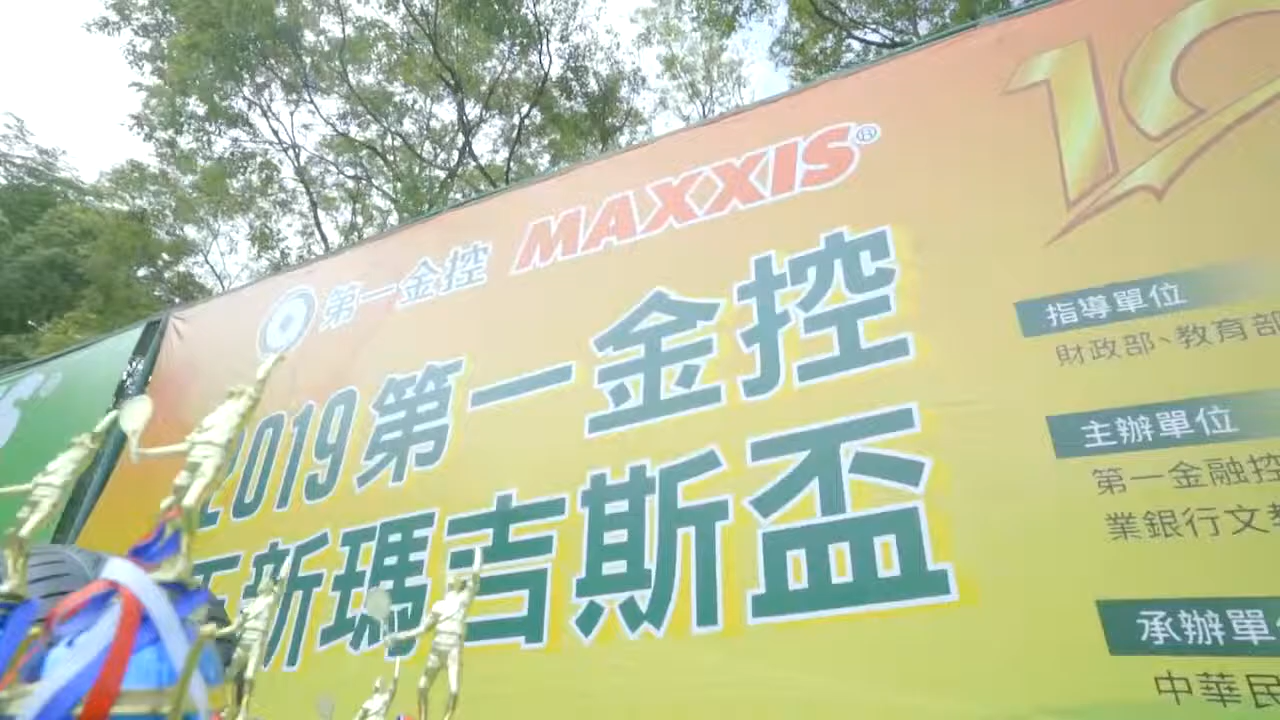 第一金控 MAXXIS®
2019第一金控
正新瑪吉斯盃
指導單位
財政部、教育部
主辦單位
第一金融控
業銀行文教
承辦單
中華民